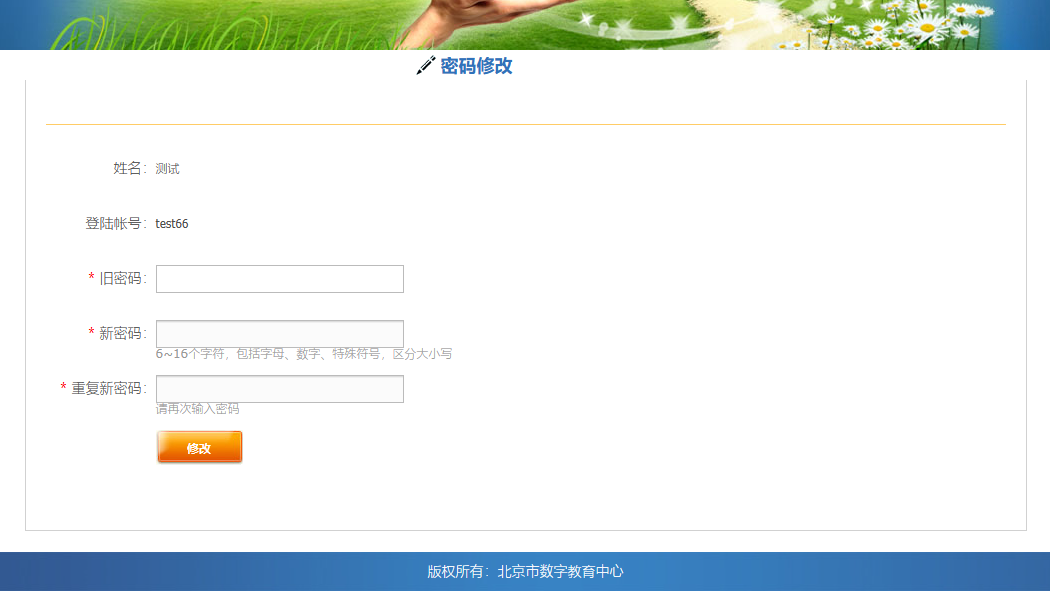 密码修改
姓名： 测试
登陆帐号： test66
* 旧密码：
* 新密码：
6~16个字符，包括字母、数字、特殊符号，区分大小写
* 重复新密码：
请再次输入密码
修改
版权所有：北京市数字教育中心